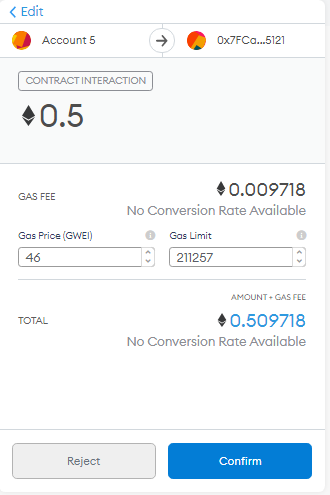 Edit
Account 5
0x7FCa...5121
CONTRACT INTERACTION
0.5
GAS FEE
0.009718
No Conversion Rate Available
Gas Price (GWEI)
Gas Limit
46
211257
AMOUNT + GAS FEE
TOTAL
0.509718
No Conversion Rate Available
Reject
Confirm